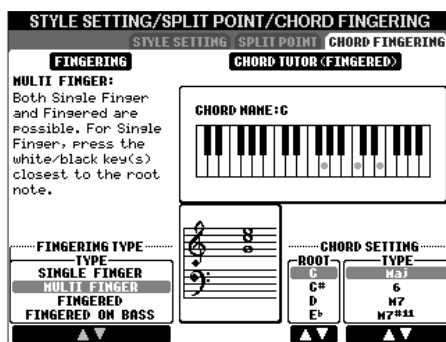 STYLE SETTING/SPLIT POINT/CHORD FINGERING
STYLE SETTING SPLIT POINT CHORD FINGERING
FINGERING
CHORD TUTOR (FINGERED)
MULTI FINGER:
Both Single Finger
and Fingered are
possible. For Single
Finger, press the
white/black key(s)
closest to the root
note.
CHORD NAME:C
FINGERING TYPE
TYPE
SINGLE FINGER
MULTI FINGER
FINGERED
FINGERED ON BASS
CHORD SETTING
ROOT TYPE
C Maj
C# 6
D M7
E♭ M7#11